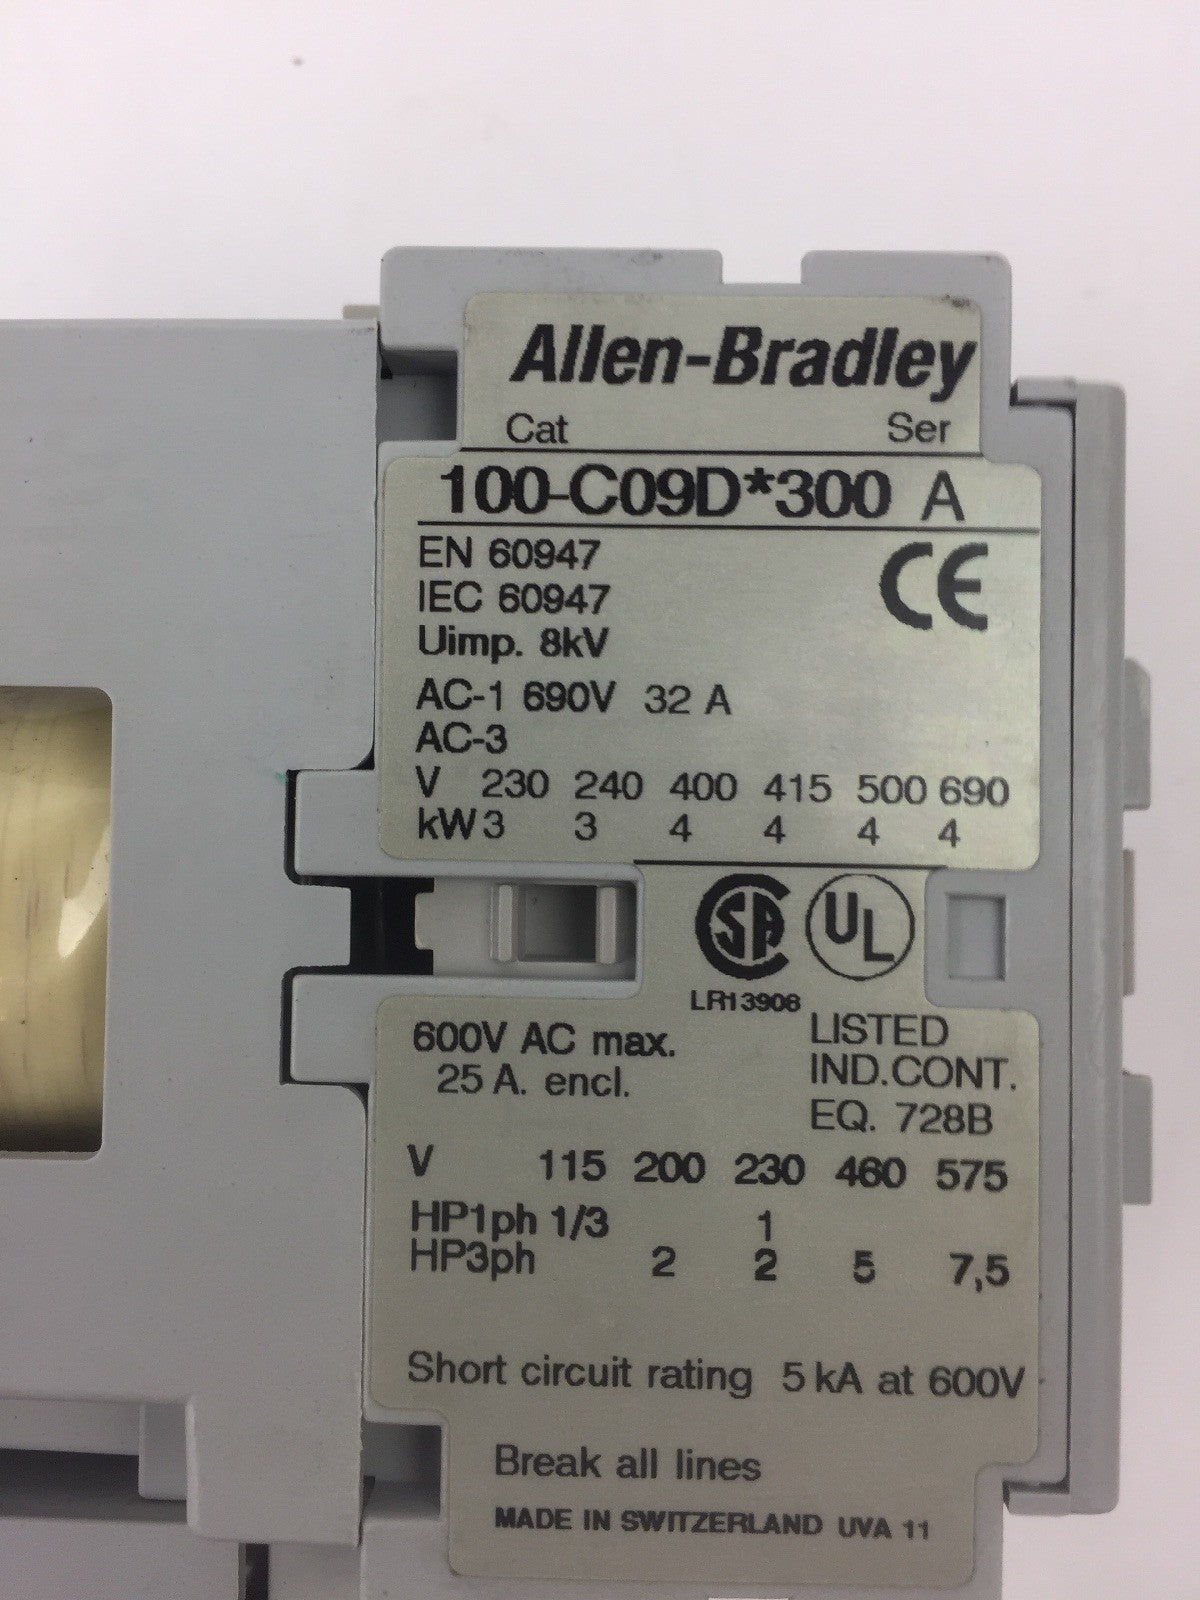 Allen-Bradley
Cat Ser
100-C09D*300 A
EN 60947
IEC 60947
CE
Uimp. 8kV
AC-1 690V 32 A
AC-3
V 230 240 400 415 500 690
kW 3 3 4 4 4 4
SA UL
LR13908
600V AC max.
25 A. encl.
LISTED
IND.CONT.
EQ. 728B
V 115 200 230 460 575
HP1ph 1/3 1
HP3ph 2 2 5 7,5
Short circuit rating 5 kA at 600V
Break all lines
MADE IN SWITZERLAND UVA 11